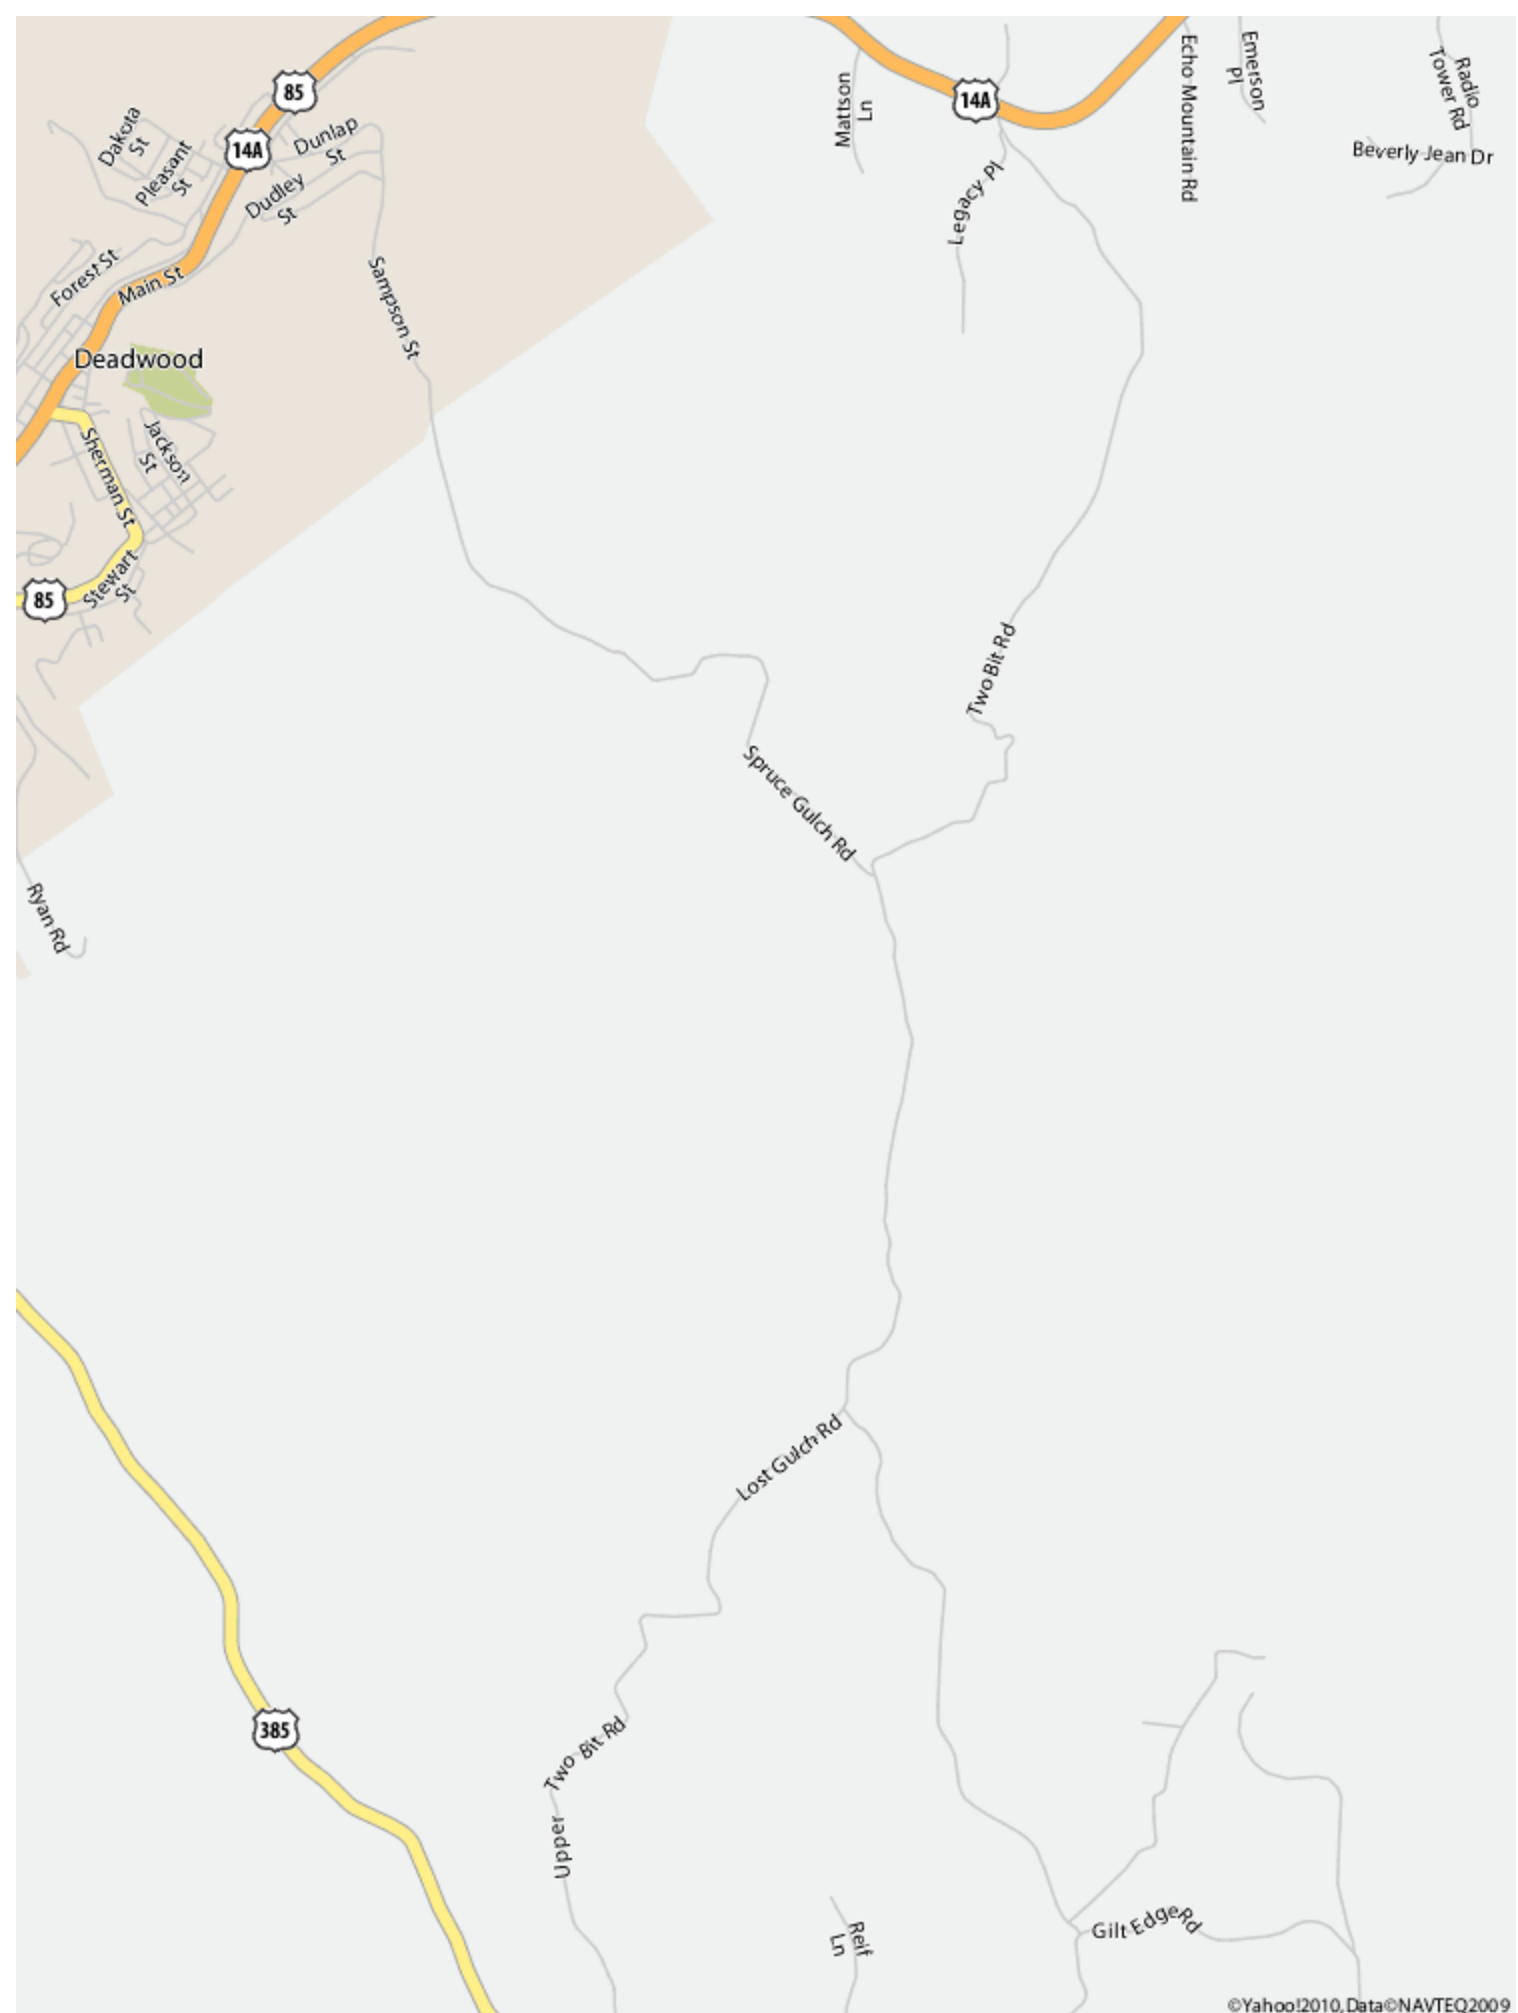 85
14A
Dakota
St
Pleasant
St
Dunlap
St
Dudley
St
Forest St
Main St
Deadwood
Sampson St
Jackson
St
Sherman St
Stewart
St
85
Matson
Ln
14A
Legacy Pl
Echo Mountain Rd
Emerson
Pl
Radio
Tower Rd
Beverly Jean Dr
Two Bit Rd
Spruce Gulch Rd
Ryan Rd
Lost Gulch Rd
385
Upper Two Bit Rd
Reif
Ln
Gilt Edge Rd
©Yahoo!2010,Data©NAVTEQ2009